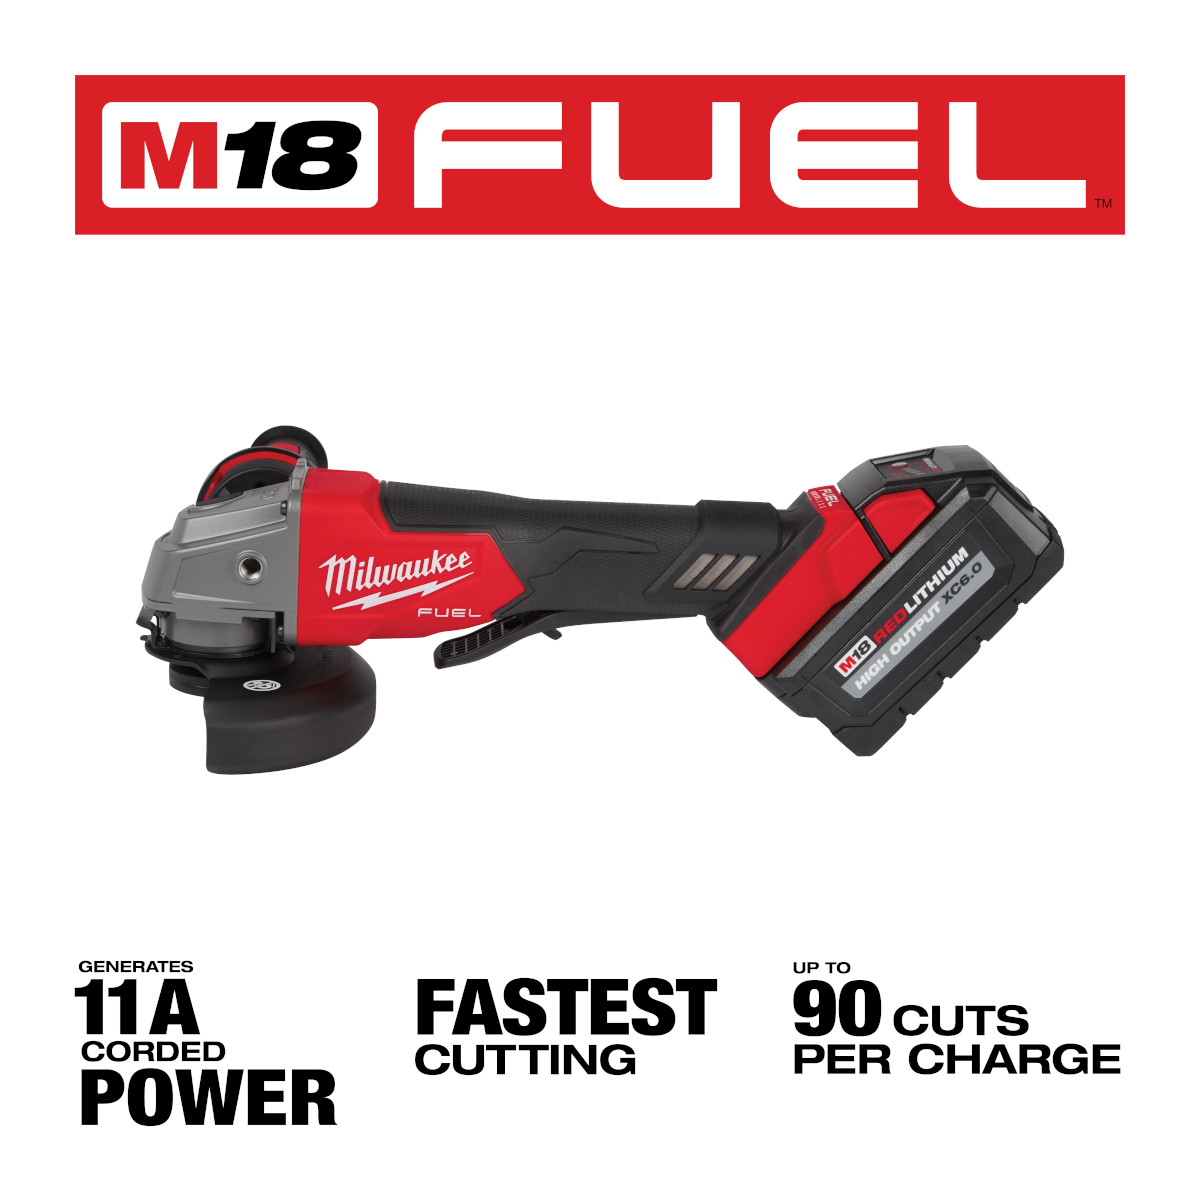 M18 FUEL™
Milwaukee
FUEL
FUEL
M18 REDLITHIUM
HIGH OUTPUT XC6.0
GENERATES
11A
CORDED
POWER
FASTEST
CUTTING
UP TO
90 CUTS
PER CHARGE